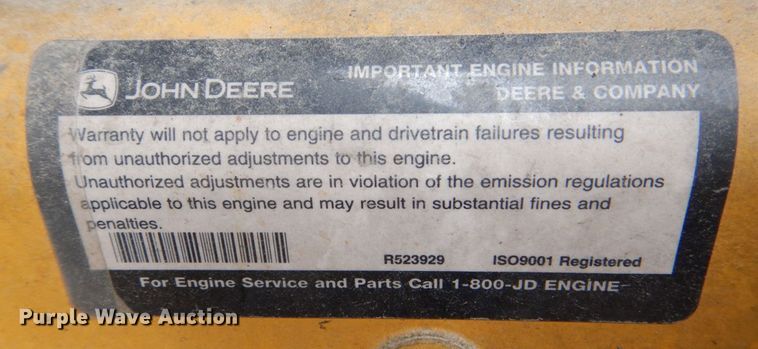 JOHN DEERE
IMPORTANT ENGINE INFORMATION
DEERE & COMPANY
Warranty will not apply to engine and drivetrain failures resulting
from unauthorized adjustments to this engine.
Unauthorized adjustments are in violation of the emission regulations
applicable to this engine and may result in substantial fines and
penalties.
R523929 ISO9001 Registered
For Engine Service and Parts Call 1-800-JD ENGINE
Purple Wave Auction